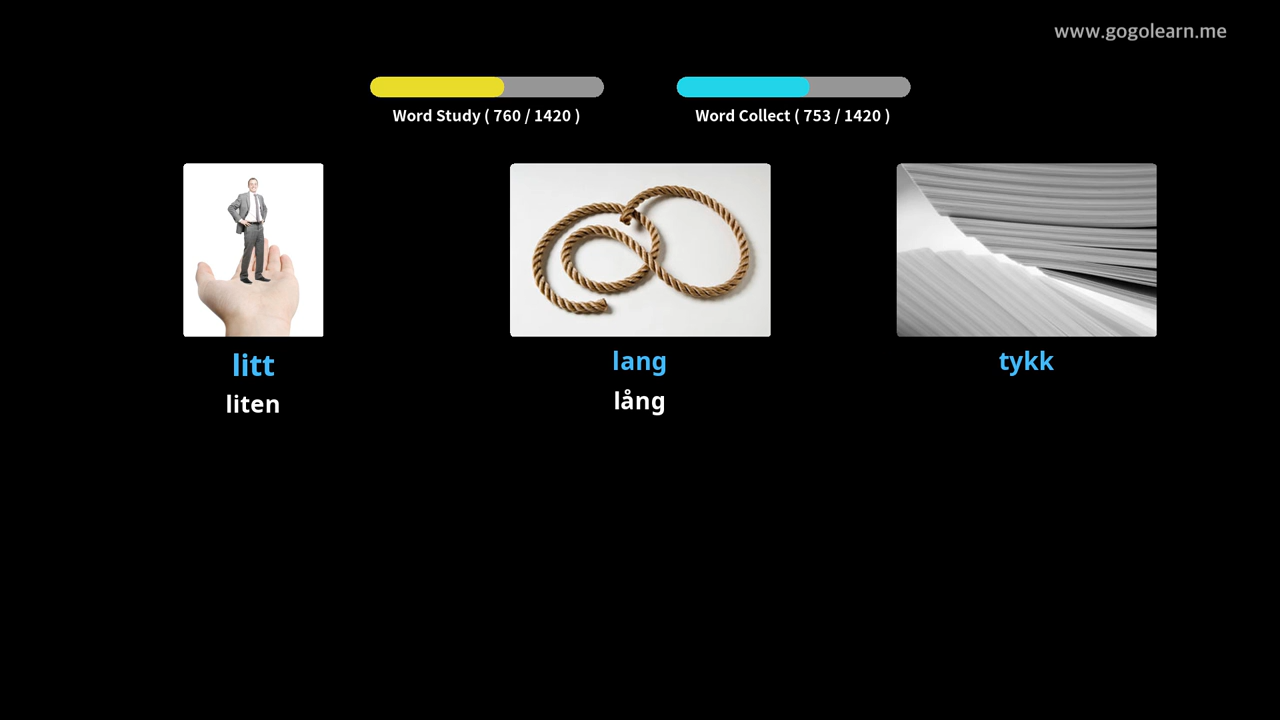 www.gogolearn.me
Word Study ( 760 / 1420 )
Word Collect ( 753 / 1420 )
litt
liten
lang
lång
tykk